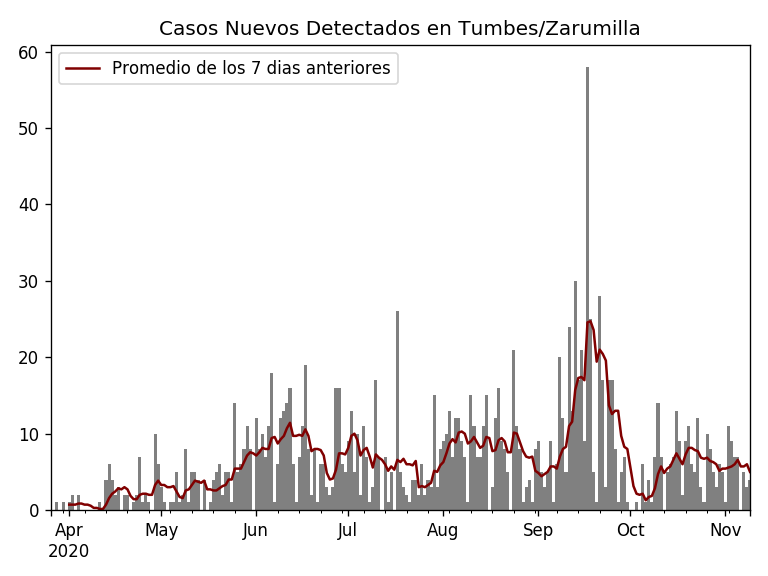 Casos Nuevos Detectados en Tumbes/Zarumilla
Promedio de los 7 dias anteriores
60
50
40
30
20
10
0
Apr May Jun Jul Aug Sep Oct Nov
2020